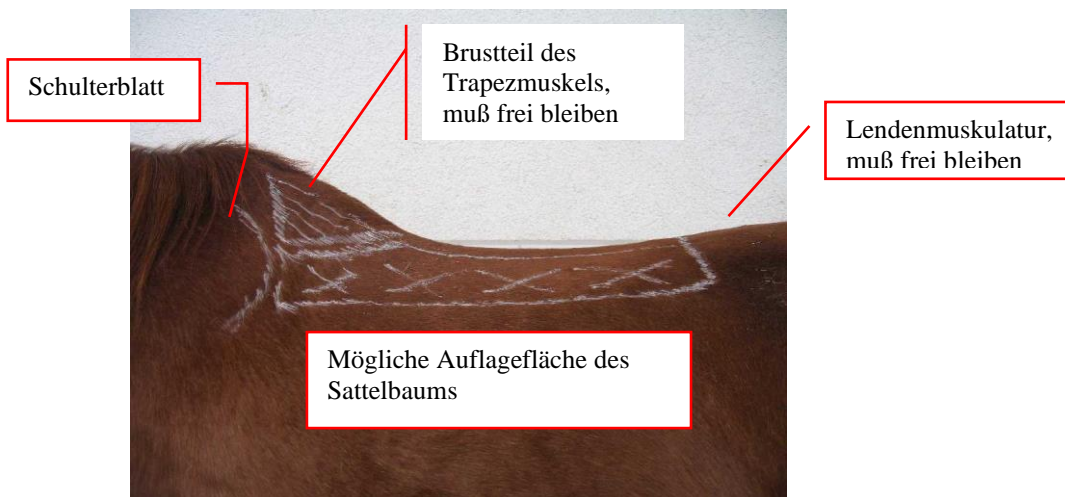 Schulterblatt
Brustteil des
Trapezmuskels,
muß frei bleiben
Lendenmuskulatur,
muß frei bleiben
Mögliche Auflagefläche des
Sattelbaums